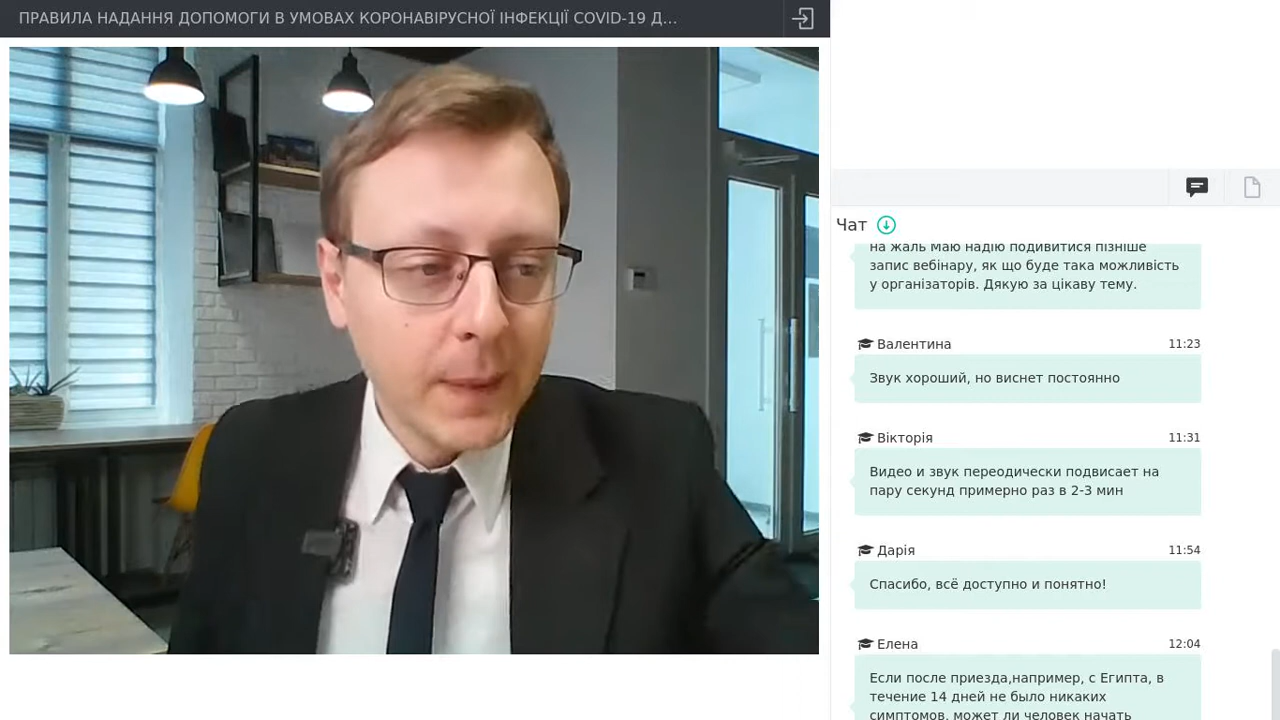 ПРАВИЛА НАДАННЯ ДОПОМОГИ В УМОВАХ КОРОНАВІРУСНОЇ ІНФЕКЦІЇ COVID-19 Д...
Чат
на жаль Маю надію подивитися пізніше
запис вебінару, як що буде така можливість
у організаторів. Дякую за цікаву тему.
Валентина 11:23
Звук хороший, но виснет постоянно
Вікторія 11:31
Видео и звук переодически подвисает на
пару секунд примерно раз в 2-3 мин
Дарія 11:54
Спасибо, всё доступно и понятно!
Елена 12:04
Если после приезда,например, с Египта, в
течение 14 дней не было никаких
симптомов, может ли человек начать